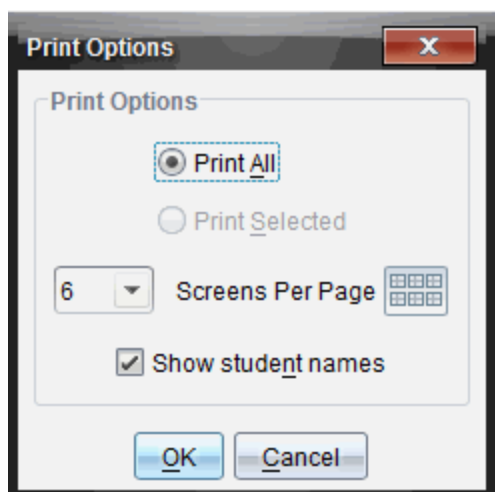 Print Options
Print Options
Print All
Print Selected
6 Screens Per Page
Show student names
OK Cancel